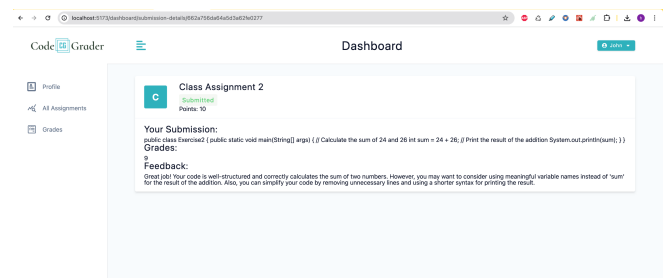 localhost:5173/dashboard/submission-details/662a766da64a5d3a62fe0277
Code Grader
Dashboard
John
Profile
All Assignments
Grades
C
Class Assignment 2
Submitted
Points: 10
Your Submission:
public class Exercise2 { public static void main(String[] args) { // Calculate the sum of 24 and 26 int sum = 24 + 26; // Print the result of the addition System.out.println(sum); } }
Grades:
9
Feedback:
Great job! Your code is well-structured and correctly calculates the sum of two numbers. However, you may want to consider using meaningful variable names instead of 'sum'
for the result of the addition. Also, you can simplify your code by removing unnecessary lines and using a shorter syntax for printing the result.